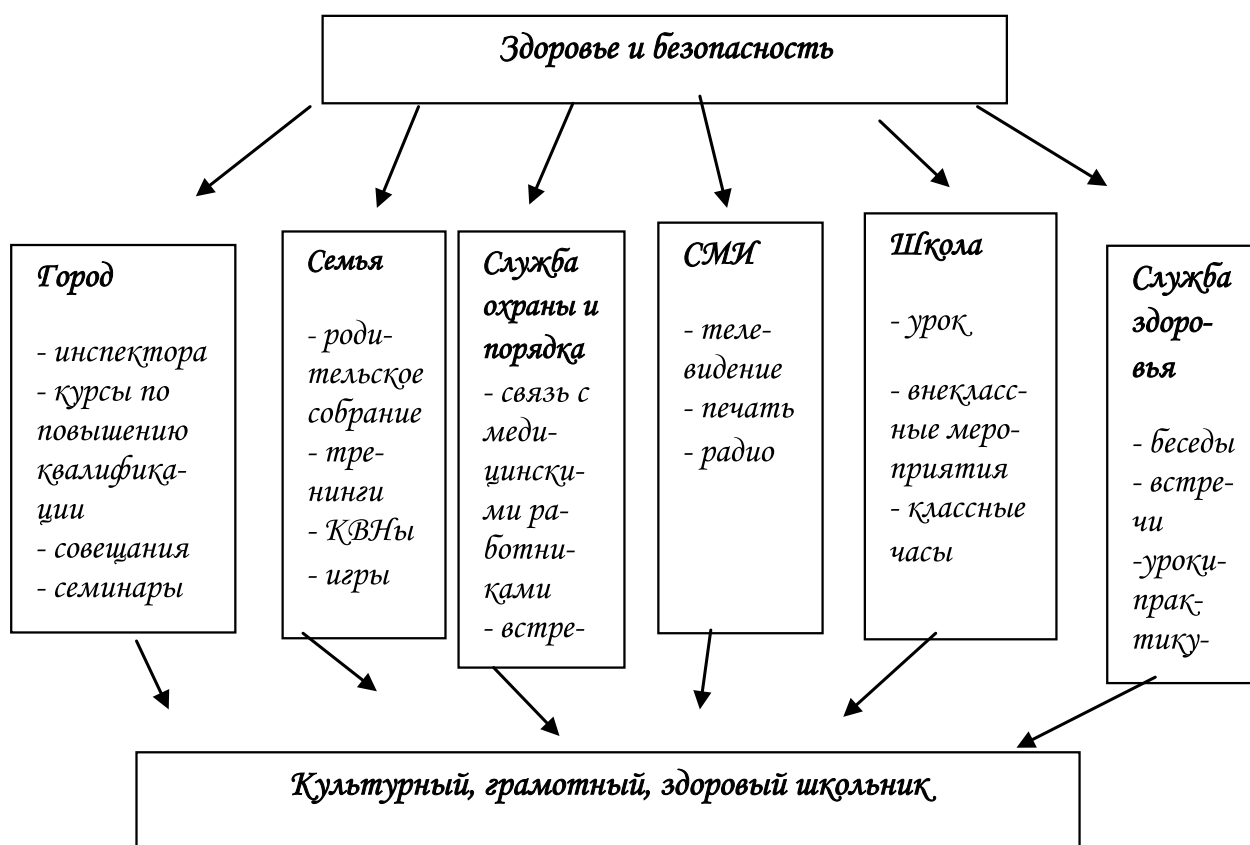 Здоровье и безопасность
Город
- инспектора
- курсы по
повышению
квалифика-
ции
- совещания
- семинары
Семья
- роди-
тельское
собрание
- тре-
нинги
- КВНы
- игры
Служба
охраны и
порядка
- связь с
меди-
цински-
ми ра-
ботни-
ками
- встре-
СМИ
- теле-
видение
- печать
- радио
Школа
- урок
- внекласс-
ные меро-
приятия
- классные
часы
Служба
здоро-
вья
- беседы
- встре-
чи
-уроки-
прак-
тику-
Культурный, грамотный, здоровый школьник